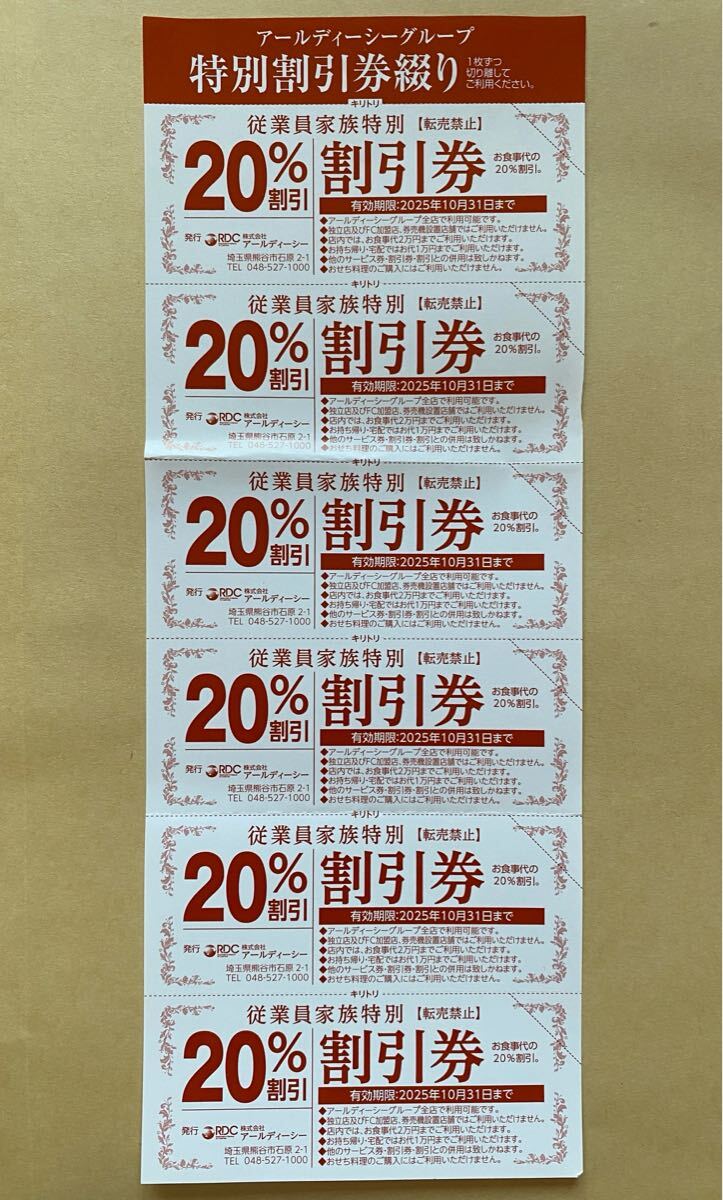 アールディーシーグループ
特別割引券綴り
1枚ずつ
切り離して
ご利用ください。
キリトリ
従業員家族特別【転売禁止】
20%割引
割引券
お食事代の
20%割引。
有効期限:2025年10月31日まで
◆アールディーシーグループ全店で利用可能です。
◆独立店及びFC加盟店、券売機設置店舗ではご利用いただけません。
◆店内では、お食事代2万円までご利用いただけます。
◆お持ち帰り・宅配ではお代1万円までご利用いただけます。
◆他のサービス券・割引券・割引との併用は致しかねます。
◆おせち料理のご購入にはご利用いただけません。
発行 RDC 株式会社
アールディーシー
埼玉県熊谷市石原 2-1
TEL 048-527-1000
キリトリ
従業員家族特別【転売禁止】
20%割引
割引券
お食事代の
20%割引。
有効期限:2025年10月31日まで
◆アールディーシーグループ全店で利用可能です。
◆独立店及びFC加盟店、券売機設置店舗ではご利用いただけません。
◆店内では、お食事代2万円までご利用いただけます。
◆お持ち帰り・宅配ではお代1万円までご利用いただけます。
◆他のサービス券・割引券・割引との併用は致しかねます。
◆おせち料理のご購入にはご利用いただけません。
発行 RDC 株式会社
アールディーシー
埼玉県熊谷市石原 2-1
TEL 048-527-1000
キリトリ
従業員家族特別【転売禁止】
20%割引
割引券
お食事代の
20%割引。
有効期限:2025年10月31日まで
◆アールディーシーグループ全店で利用可能です。
◆独立店及びFC加盟店、券売機設置店舗ではご利用いただけません。
◆店内では、お食事代2万円までご利用いただけます。
◆お持ち帰り・宅配ではお代1万円までご利用いただけます。
◆他のサービス券・割引券・割引との併用は致しかねます。
◆おせち料理のご購入にはご利用いただけません。
発行 RDC 株式会社
アールディーシー
埼玉県熊谷市石原 2-1
TEL 048-527-1000
キリトリ
従業員家族特別【転売禁止】
20%割引
割引券
お食事代の
20%割引。
有効期限:2025年10月31日まで
◆アールディーシーグループ全店で利用可能です。
◆独立店及びFC加盟店、券売機設置店舗ではご利用いただけません。
◆店内では、お食事代2万円までご利用いただけます。
◆お持ち帰り・宅配ではお代1万円までご利用いただけます。
◆他のサービス券・割引券・割引との併用は致しかねます。
◆おせち料理のご購入にはご利用いただけません。
発行 RDC 株式会社
アールディーシー
埼玉県熊谷市石原 2-1
TEL 048-527-1000
キリトリ
従業員家族特別【転売禁止】
20%割引
割引券
お食事代の
20%割引。
有効期限:2025年10月31日まで
◆アールディーシーグループ全店で利用可能です。
◆独立店及びFC加盟店、券売機設置店舗ではご利用いただけません。
◆店内では、お食事代2万円までご利用いただけます。
◆お持ち帰り・宅配ではお代1万円までご利用いただけます。
◆他のサービス券・割引券・割引との併用は致しかねます。
◆おせち料理のご購入にはご利用いただけません。
発行 RDC 株式会社
アールディーシー
埼玉県熊谷市石原 2-1
TEL 048-527-1000
キリトリ
従業員家族特別【転売禁止】
20%割引
割引券
お食事代の
20%割引。
有効期限:2025年10月31日まで
◆アールディーシーグループ全店で利用可能です。
◆独立店及びFC加盟店、券売機設置店舗ではご利用いただけません。
◆店内では、お食事代2万円までご利用いただけます。
◆お持ち帰り・宅配ではお代1万円までご利用いただけます。
◆他のサービス券・割引券・割引との併用は致しかねます。
◆おせち料理のご購入にはご利用いただけません。
発行 RDC 株式会社
アールディーシー
埼玉県熊谷市石原 2-1
TEL 048-527-1000